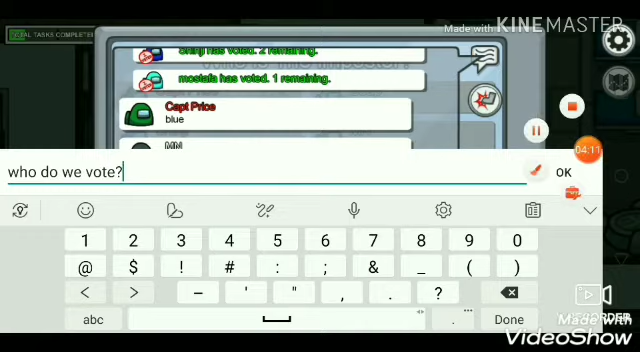 TOTAL TASKS COMPLETED
Made with KINEMASTER
Shinji has voted. 2 remaining.
mostafa has voted. 1 remaining.
Capt Price
blue
MN
04:11
who do we vote?
OK
1 2 3 4 5 6 7 8 9 0
@ $ ! # : ; & _ ( )
< > - ' " , . ?
abc . Done
RECORDER
Made with
VideoShow